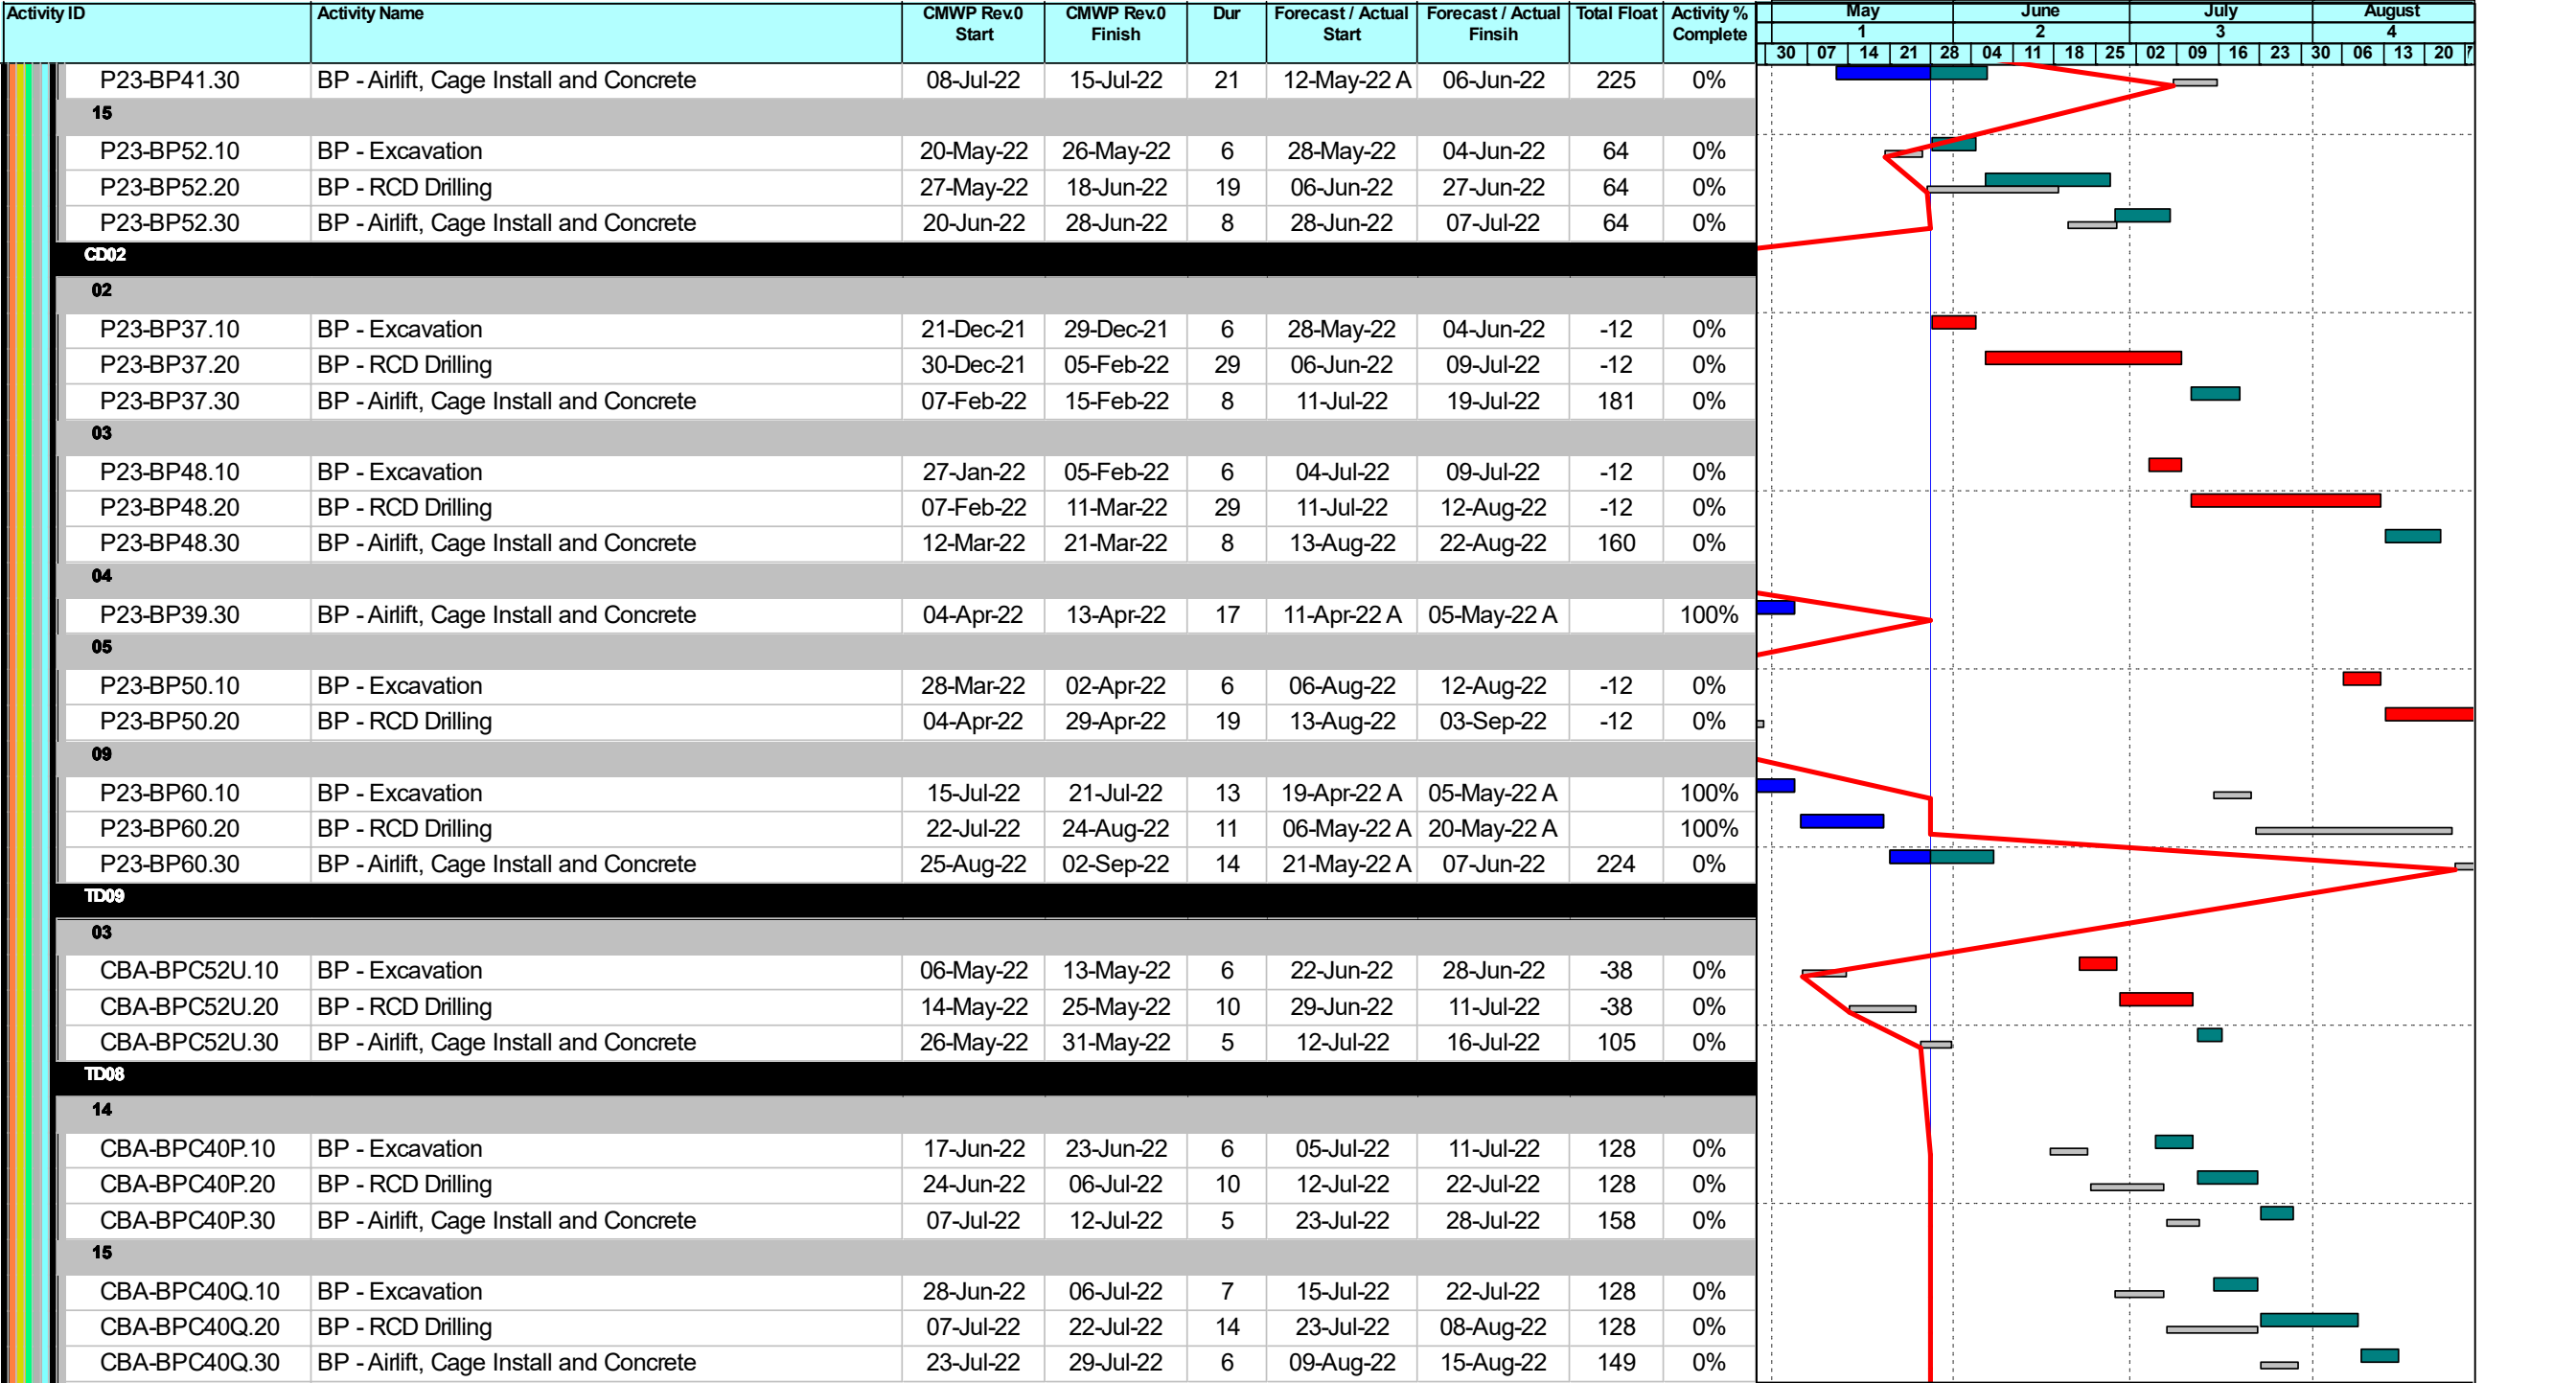 Activity ID Activity Name CMWP Rev.0 CMWP Rev.0 Dur Forecast / Actual Forecast / Actual Total Float Activity % May June July August
Start Finish Start Finsih Complete 1 2 3 4
30 07 14 21 28 04 11 18 25 02 09 16 23 30 06 13 20
P23-BP41.30 BP - Airlift, Cage Install and Concrete 08-Jul-22 15-Jul-22 21 12-May-22 A 06-Jun-22 225 0%
15
P23-BP52.10 BP - Excavation 20-May-22 26-May-22 6 28-May-22 04-Jun-22 64 0%
P23-BP52.20 BP - RCD Drilling 27-May-22 18-Jun-22 19 06-Jun-22 27-Jun-22 64 0%
P23-BP52.30 BP - Airlift, Cage Install and Concrete 20-Jun-22 28-Jun-22 8 28-Jun-22 07-Jul-22 64 0%
CD02
02
P23-BP37.10 BP - Excavation 21-Dec-21 29-Dec-21 6 28-May-22 04-Jun-22 -12 0%
P23-BP37.20 BP - RCD Drilling 30-Dec-21 05-Feb-22 29 06-Jun-22 09-Jul-22 -12 0%
P23-BP37.30 BP - Airlift, Cage Install and Concrete 07-Feb-22 15-Feb-22 8 11-Jul-22 19-Jul-22 181 0%
03
P23-BP48.10 BP - Excavation 27-Jan-22 05-Feb-22 6 04-Jul-22 09-Jul-22 -12 0%
P23-BP48.20 BP - RCD Drilling 07-Feb-22 11-Mar-22 29 11-Jul-22 12-Aug-22 -12 0%
P23-BP48.30 BP - Airlift, Cage Install and Concrete 12-Mar-22 21-Mar-22 8 13-Aug-22 22-Aug-22 160 0%
04
P23-BP39.30 BP - Airlift, Cage Install and Concrete 04-Apr-22 13-Apr-22 17 11-Apr-22 A 05-May-22 A 100%
05
P23-BP50.10 BP - Excavation 28-Mar-22 02-Apr-22 6 06-Aug-22 12-Aug-22 -12 0%
P23-BP50.20 BP - RCD Drilling 04-Apr-22 29-Apr-22 19 13-Aug-22 03-Sep-22 -12 0%
09
P23-BP60.10 BP - Excavation 15-Jul-22 21-Jul-22 13 19-Apr-22 A 05-May-22 A 100%
P23-BP60.20 BP - RCD Drilling 22-Jul-22 24-Aug-22 11 06-May-22 A 20-May-22 A 100%
P23-BP60.30 BP - Airlift, Cage Install and Concrete 25-Aug-22 02-Sep-22 14 21-May-22 A 07-Jun-22 224 0%
TD09
03
CBA-BPC52U.10 BP - Excavation 06-May-22 13-May-22 6 22-Jun-22 28-Jun-22 -38 0%
CBA-BPC52U.20 BP - RCD Drilling 14-May-22 25-May-22 10 29-Jun-22 11-Jul-22 -38 0%
CBA-BPC52U.30 BP - Airlift, Cage Install and Concrete 26-May-22 31-May-22 5 12-Jul-22 16-Jul-22 105 0%
TD08
14
CBA-BPC40P.10 BP - Excavation 17-Jun-22 23-Jun-22 6 05-Jul-22 11-Jul-22 128 0%
CBA-BPC40P.20 BP - RCD Drilling 24-Jun-22 06-Jul-22 10 12-Jul-22 22-Jul-22 128 0%
CBA-BPC40P.30 BP - Airlift, Cage Install and Concrete 07-Jul-22 12-Jul-22 5 23-Jul-22 28-Jul-22 158 0%
15
CBA-BPC40Q.10 BP - Excavation 28-Jun-22 06-Jul-22 7 15-Jul-22 22-Jul-22 128 0%
CBA-BPC40Q.20 BP - RCD Drilling 07-Jul-22 22-Jul-22 14 23-Jul-22 08-Aug-22 128 0%
CBA-BPC40Q.30 BP - Airlift, Cage Install and Concrete 23-Jul-22 29-Jul-22 6 09-Aug-22 15-Aug-22 149 0%